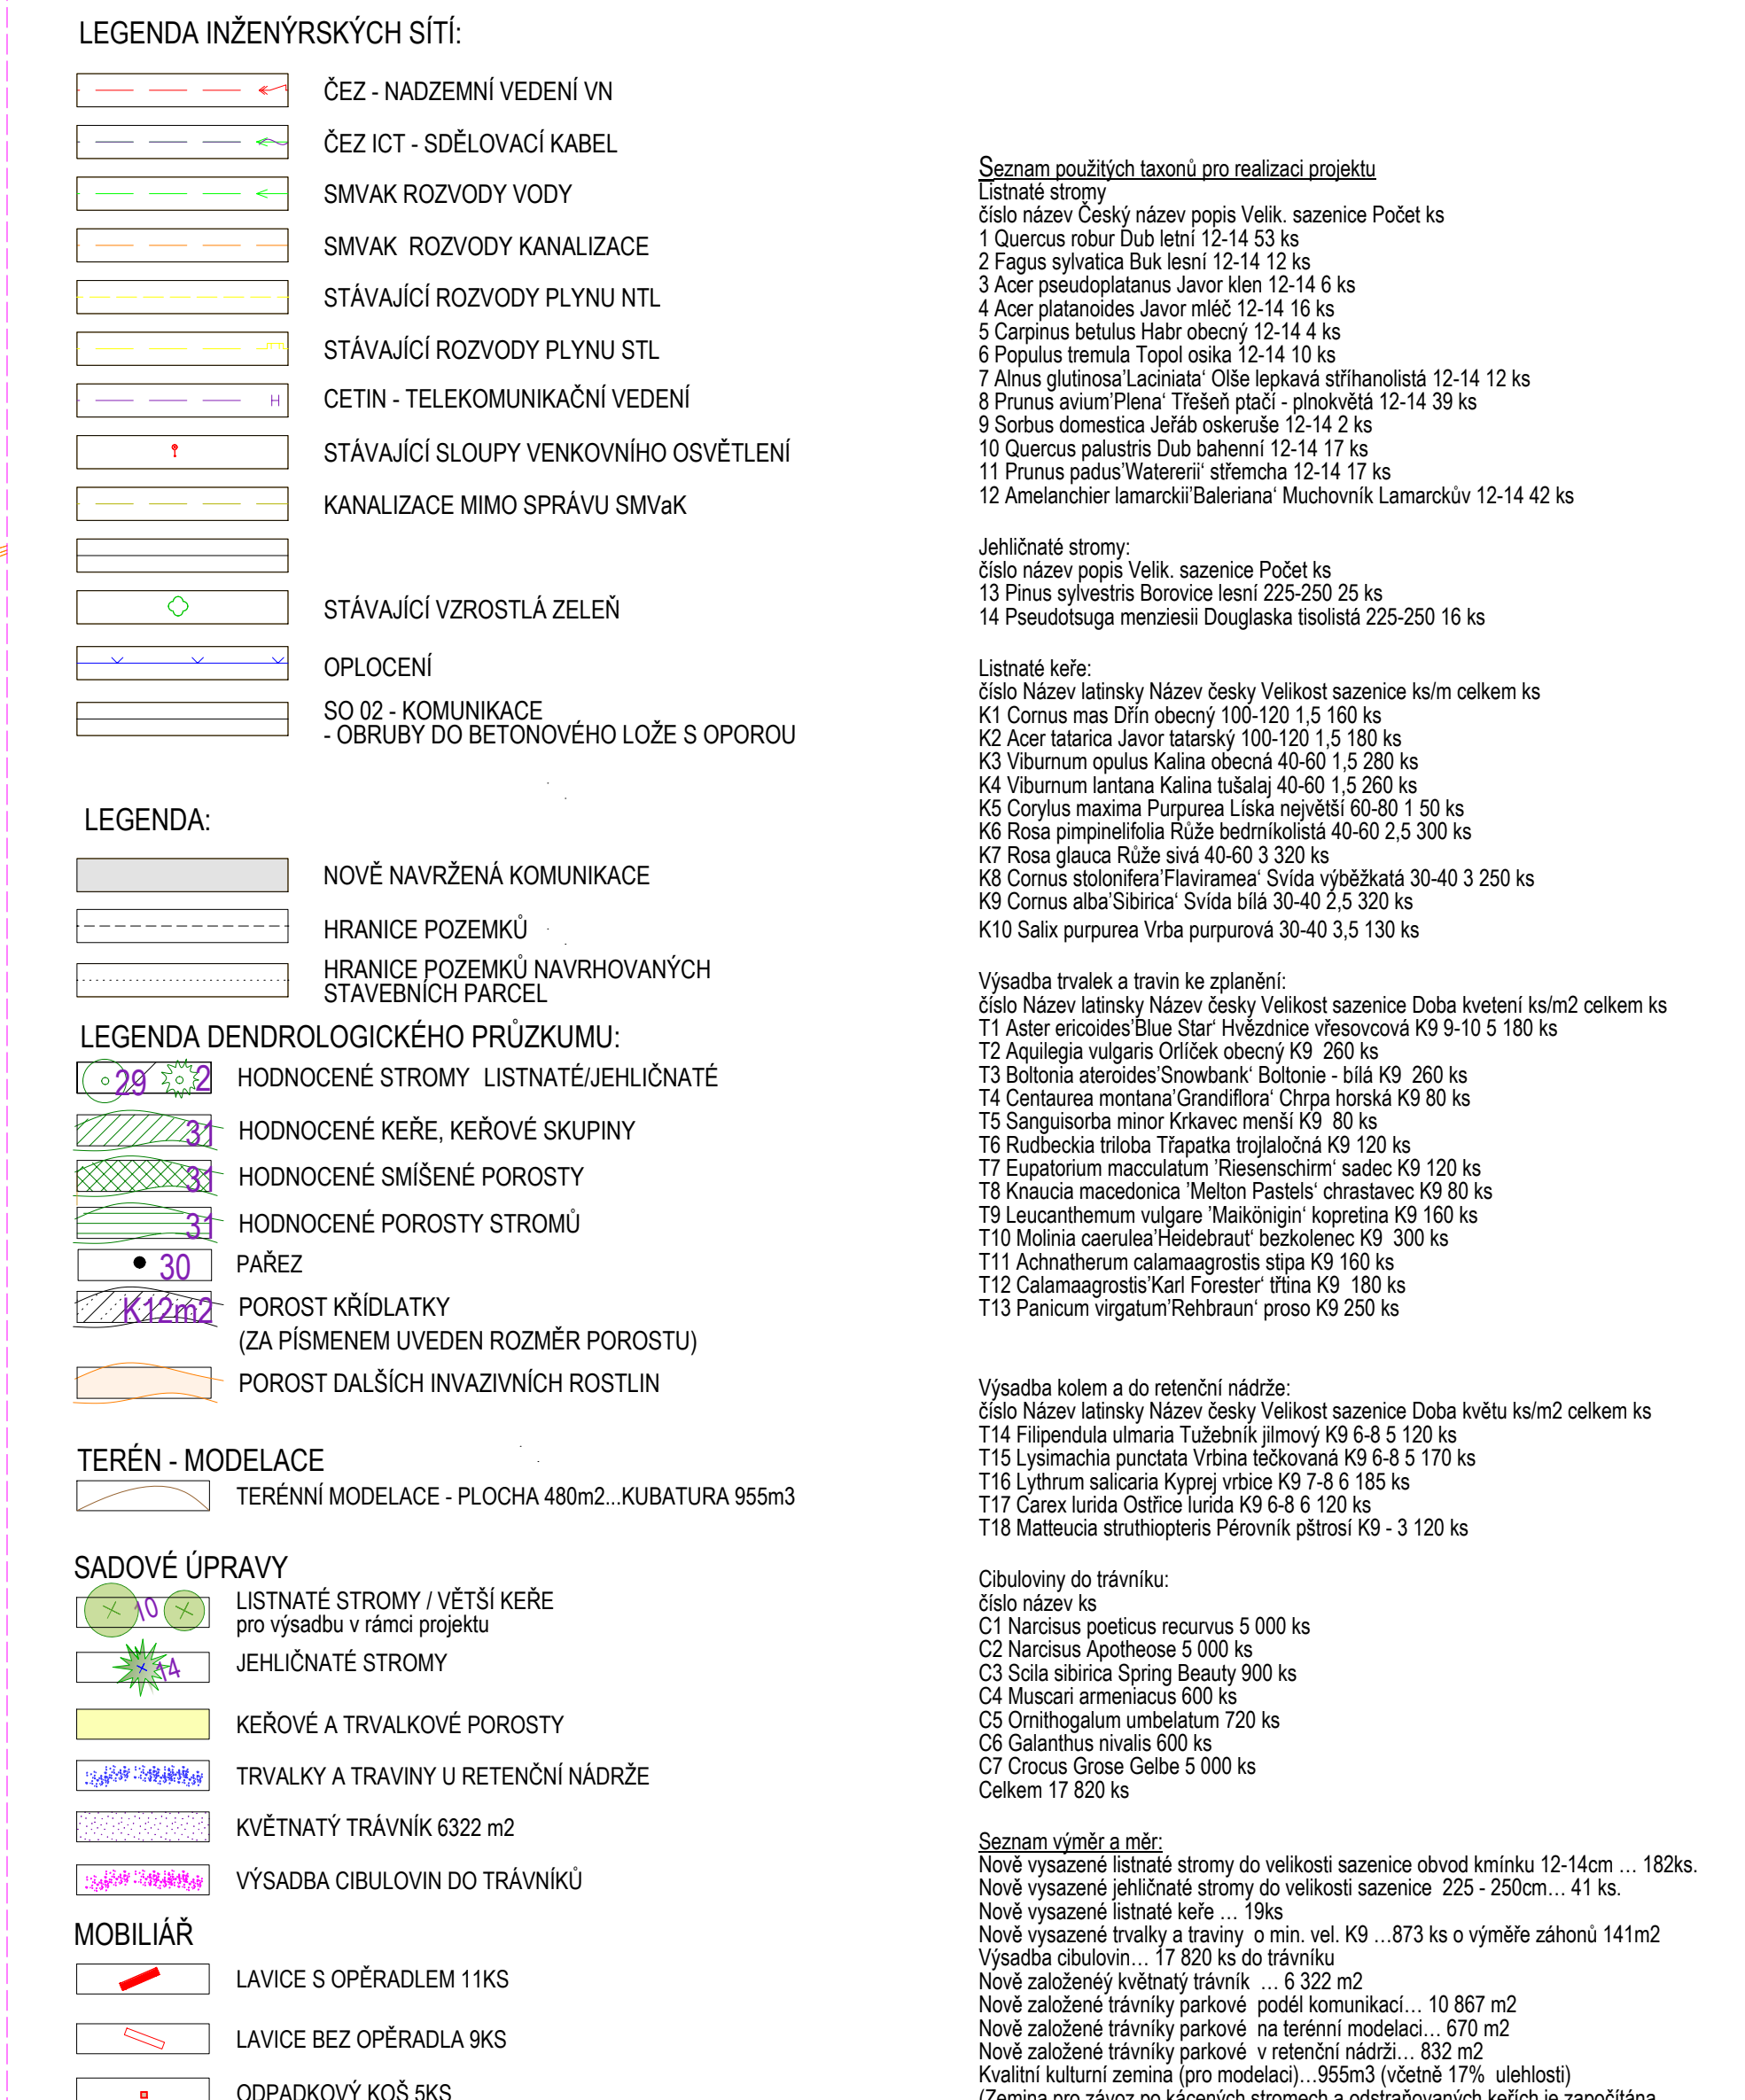 LEGENDA INŽENÝRSKÝCH SÍTÍ:
ČEZ - NADZEMNÍ VEDENÍ VN
ČEZ ICT - SDĚLOVACÍ KABEL
SMVAK ROZVODY VODY
SMVAK ROZVODY KANALIZACE
STÁVAJÍCÍ ROZVODY PLYNU NTL
STÁVAJÍCÍ ROZVODY PLYNU STL
H CETIN - TELEKOMUNIKAČNÍ VEDENÍ
STÁVAJÍCÍ SLOUPY VENKOVNÍHO OSVĚTLENÍ
KANALIZACE MIMO SPRÁVU SMVaK
STÁVAJÍCÍ VZROSTLÁ ZELEŇ
OPLOCENÍ
SO 02 - KOMUNIKACE
- OBRUBY DO BETONOVÉHO LOŽE S OPOROU
LEGENDA:
NOVĚ NAVRŽENÁ KOMUNIKACE
HRANICE POZEMKŮ
HRANICE POZEMKŮ NAVRHOVANÝCH
STAVEBNÍCH PARCEL
LEGENDA DENDROLOGICKÉHO PRŮZKUMU:
29 2 HODNOCENÉ STROMY LISTNATÉ/JEHLIČNATÉ
31 HODNOCENÉ KEŘE, KEŘOVÉ SKUPINY
31 HODNOCENÉ SMÍŠENÉ POROSTY
31 HODNOCENÉ POROSTY STROMŮ
30 PAŘEZ
K12m2 POROST KŘÍDLATKY
(ZA PÍSMENEM UVEDEN ROZMĚR POROSTU)
POROST DALŠÍCH INVAZIVNÍCH ROSTLIN
TERÉN - MODELACE
TERÉNNÍ MODELACE - PLOCHA 480m2...KUBATURA 955m3
SADOVÉ ÚPRAVY
10 LISTNATÉ STROMY / VĚTŠÍ KEŘE
pro výsadbu v rámci projektu
14 JEHLIČNATÉ STROMY
KEŘOVÉ A TRVALKOVÉ POROSTY
TRVALKY A TRAVINY U RETENČNÍ NÁDRŽE
KVĚTNATÝ TRÁVNÍK 6322 m2
VÝSADBA CIBULOVIN DO TRÁVNÍKŮ
MOBILIÁŘ
LAVICE S OPĚRADLEM 11KS
LAVICE BEZ OPĚRADLA 9KS
ODPADKOVÝ KOŠ 5KS
Seznam použitých taxonů pro realizaci projektu
Listnaté stromy
číslo název Český název popis Velik. sazenice Počet ks
1 Quercus robur Dub letní 12-14 53 ks
2 Fagus sylvatica Buk lesní 12-14 12 ks
3 Acer pseudoplatanus Javor klen 12-14 6 ks
4 Acer platanoides Javor mléč 12-14 16 ks
5 Carpinus betulus Habr obecný 12-14 4 ks
6 Populus tremula Topol osika 12-14 10 ks
7 Alnus glutinosa'Laciniata‘ Olše lepkavá stříhanolistá 12-14 12 ks
8 Prunus avium'Plena‘ Třešeň ptačí - plnokvětá 12-14 39 ks
9 Sorbus domestica Jeřáb oskeruše 12-14 2 ks
10 Quercus palustris Dub bahenní 12-14 17 ks
11 Prunus padus'Watererii‘ střemcha 12-14 17 ks
12 Amelanchier lamarckii'Baleriana‘ Muchovník Lamarckův 12-14 42 ks
Jehličnaté stromy:
číslo název popis Velik. sazenice Počet ks
13 Pinus sylvestris Borovice lesní 225-250 25 ks
14 Pseudotsuga menziesii Douglaska tisolistá 225-250 16 ks
Listnaté keře:
číslo Název latinsky Název česky Velikost sazenice ks/m celkem ks
K1 Cornus mas Dřín obecný 100-120 1,5 160 ks
K2 Acer tatarica Javor tatarský 100-120 1,5 180 ks
K3 Viburnum opulus Kalina obecná 40-60 1,5 280 ks
K4 Viburnum lantana Kalina tušalaj 40-60 1,5 260 ks
K5 Corylus maxima Purpurea Líska největší 60-80 1 50 ks
K6 Rosa pimpinelifolia Růže bedrníkolistá 40-60 2,5 300 ks
K7 Rosa glauca Růže sivá 40-60 3 320 ks
K8 Cornus stolonifera'Flaviramea‘ Svída výběžkatá 30-40 3 250 ks
K9 Cornus alba'Sibirica‘ Svída bílá 30-40 2,5 320 ks
K10 Salix purpurea Vrba purpurová 30-40 3,5 130 ks
Výsadba trvalek a travin ke zplanění:
číslo Název latinsky Název česky Velikost sazenice Doba kvetení ks/m2 celkem ks
T1 Aster ericoides'Blue Star‘ Hvězdnice vřesovcová K9 9-10 5 180 ks
T2 Aquilegia vulgaris Orlíček obecný K9 260 ks
T3 Boltonia ateroides'Snowbank‘ Boltonie - bílá K9 260 ks
T4 Centaurea montana'Grandiflora‘ Chrpa horská K9 80 ks
T5 Sanguisorba minor Krkavec menší K9 80 ks
T6 Rudbeckia triloba Třapatka trojlaločná K9 120 ks
T7 Eupatorium macculatum 'Riesenschirm‘ sadec K9 120 ks
T8 Knaucia macedonica 'Melton Pastels‘ chrastavec K9 80 ks
T9 Leucanthemum vulgare 'Maikönigin‘ kopretina K9 160 ks
T10 Molinia caerulea'Heidebraut‘ bezkolenec K9 300 ks
T11 Achnatherum calamaagrostis stipa K9 160 ks
T12 Calamaagrostis'Karl Forester‘ třtina K9 180 ks
T13 Panicum virgatum'Rehbraun‘ proso K9 250 ks
Výsadba kolem a do retenční nádrže:
číslo Název latinsky Název česky Velikost sazenice Doba květu ks/m2 celkem ks
T14 Filipendula ulmaria Tužebník jilmový K9 6-8 5 120 ks
T15 Lysimachia punctata Vrbina tečkovaná K9 6-8 5 170 ks
T16 Lythrum salicaria Kyprej vrbice K9 7-8 6 185 ks
T17 Carex lurida Ostřice lurida K9 6-8 6 120 ks
T18 Matteucia struthiopteris Pérovník pštrosí K9 - 3 120 ks
Cibuloviny do trávníku:
číslo název ks
C1 Narcisus poeticus recurvus 5 000 ks
C2 Narcisus Apotheose 5 000 ks
C3 Scila sibirica Spring Beauty 900 ks
C4 Muscari armeniacus 600 ks
C5 Ornithogalum umbelatum 720 ks
C6 Galanthus nivalis 600 ks
C7 Crocus Grose Gelbe 5 000 ks
Celkem 17 820 ks
Seznam výměr a měr:
Nově vysazené listnaté stromy do velikosti sazenice obvod kmínku 12-14cm … 182ks.
Nově vysazené jehličnaté stromy do velikosti sazenice 225 - 250cm… 41 ks.
Nově vysazené listnaté keře … 19ks
Nově vysazené trvalky a traviny o min. vel. K9 …873 ks o výměře záhonů 141m2
Výsadba cibulovin… 17 820 ks do trávníku
Nově založenéý květnatý trávník … 6 322 m2
Nově založené trávníky parkové podél komunikací… 10 867 m2
Nově založené trávníky parkové na terénní modelaci… 670 m2
Nově založené trávníky parkové v retenční nádrži… 832 m2
Kvalitní kulturní zemina (pro modelaci)…955m3 (včetně 17% ulehlosti)
(Zemina pro závoz po kácených stromech a odstraňovaných keřích je započítána